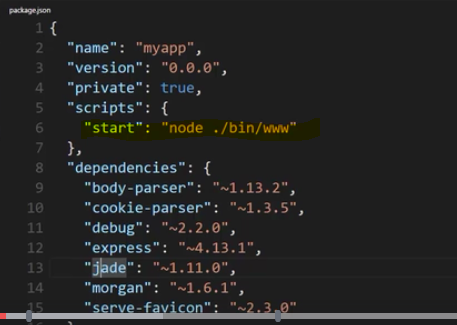 package.json
1 {
2 "name": "myapp",
3 "version": "0.0.0",
4 "private": true,
5 "scripts": {
6 "start": "node ./bin/www"
7 },
8 "dependencies": {
9 "body-parser": "~1.13.2",
10 "cookie-parser": "~1.3.5",
11 "debug": "~2.2.0",
12 "express": "~4.13.1",
13 "jade": "~1.11.0",
14 "morgan": "~1.6.1",
15 "serve-favicon": "~2.3.0"